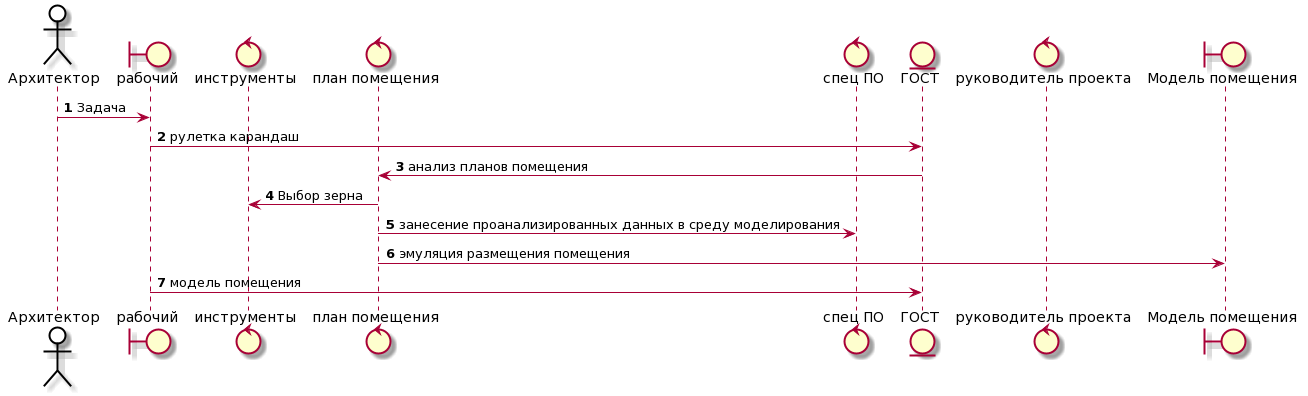 Архитектор рабочий инструменты план помещения спец ПО ГОСТ руководитель проекта Модель помещения
1 Задача
2 рулетка карандаш
3 анализ планов помещения
4 Выбор зерна
5 занесение проанализированных данных в среду моделирования
6 эмуляция размещения помещения
7 модель помещения
Архитектор рабочий инструменты план помещения спец ПО ГОСТ руководитель проекта Модель помещения